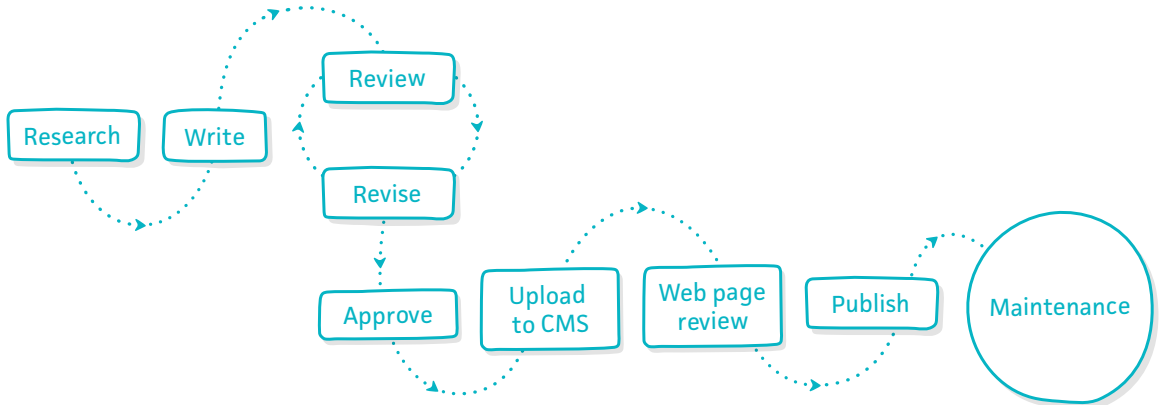 Research
Write
Review
Revise
Approve
Upload
to CMS
Web page
review
Publish
Maintenance